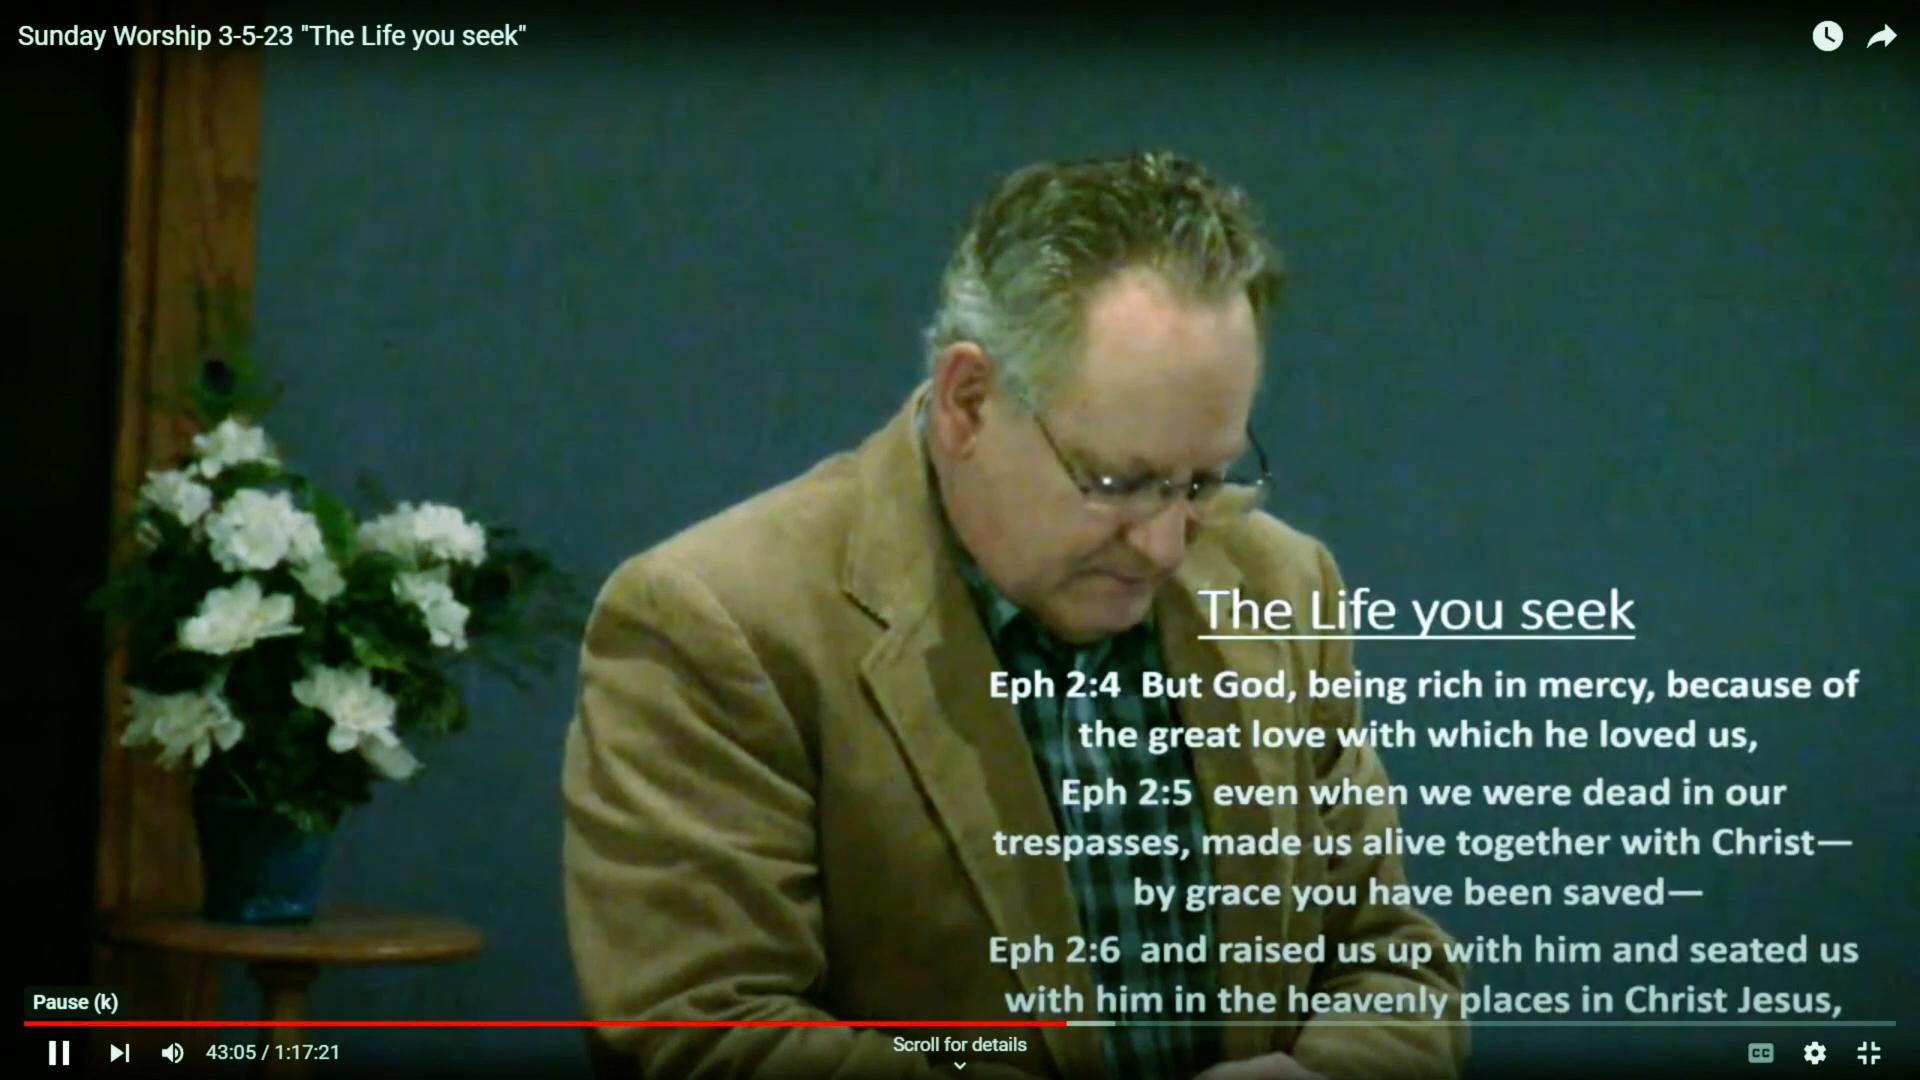 Sunday Worship 3-5-23 "The Life you seek"
The Life you seek
Eph 2:4 But God, being rich in mercy, because of
the great love with which he loved us,
Eph 2:5 even when we were dead in our
trespasses, made us alive together with Christ—
by grace you have been saved—
Eph 2:6 and raised us up with him and seated us
with him in the heavenly places in Christ Jesus,
Pause (k)
43:05 / 1:17:21
Scroll for details
CC